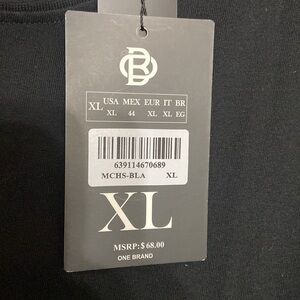 XL USA MEX EUR IT BR
XL 44 XL XL EG
639114670689
MCHS-BLA XL
XL
MSRP:$68.00
ONE BRAND